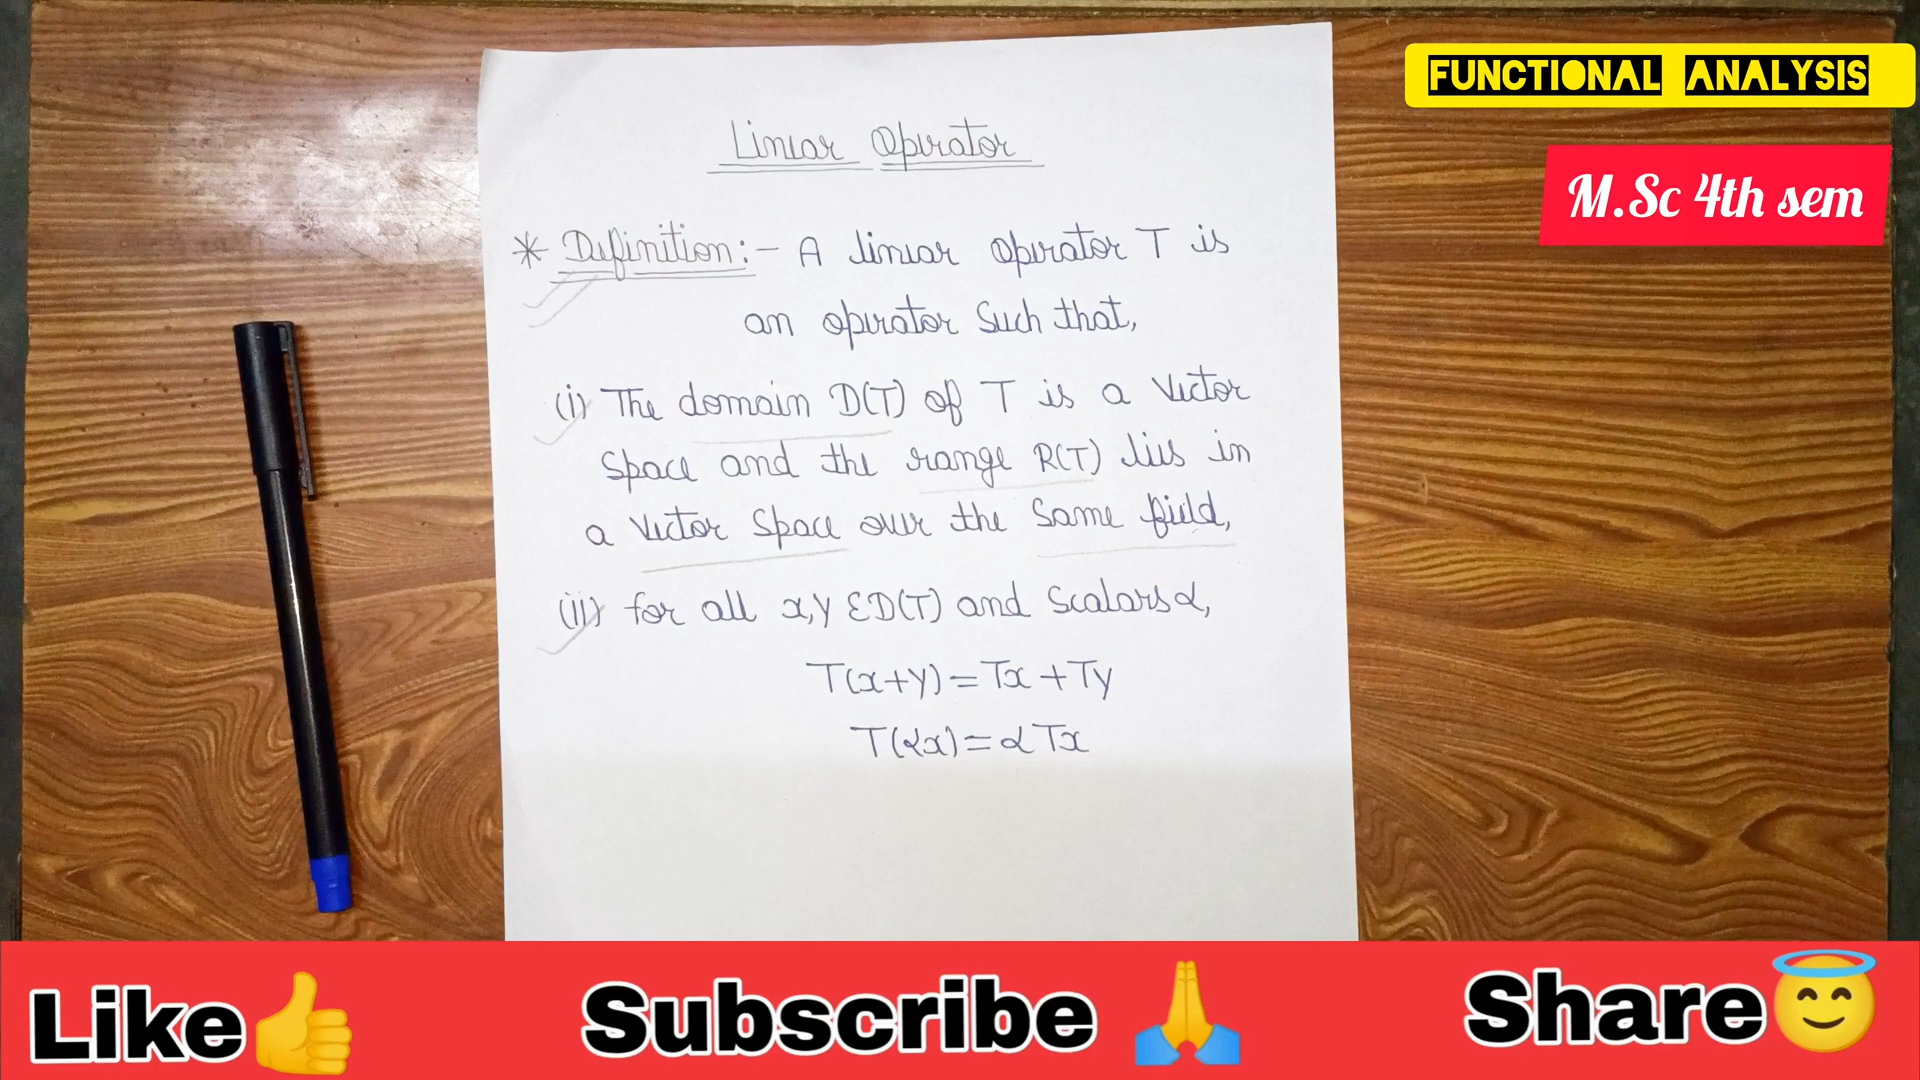 FUNCTIONAL ANALYSIS
M.Sc 4th sem
Linear Operator
* Definition:- A linear operator T is
an operator Such that,
(i) The domain D(T) of T is a Vector
Space and the range R(T) lies in
a Vector Space over the Same field,
(ii) for all x,y ƐD(T) and Scalars α,
T(x+y)=Tx+Ty
T(αx)=αTx
Like👍 Subscribe 🙏 Share😇